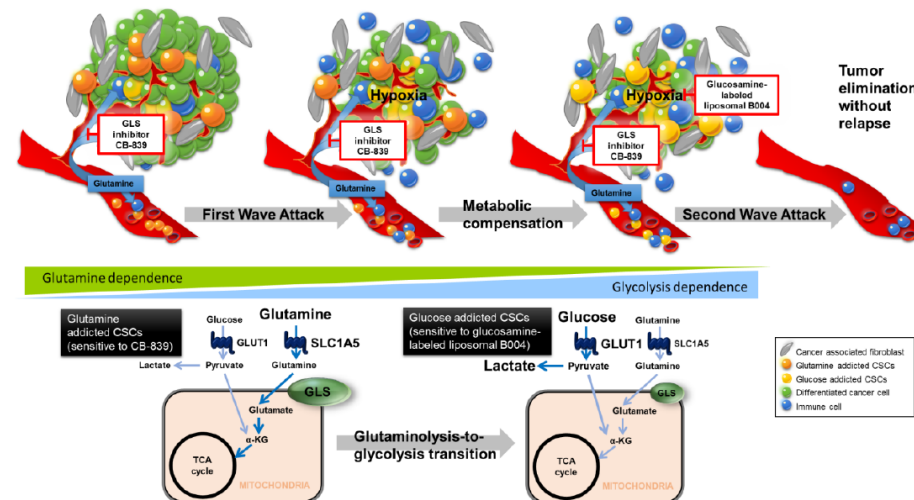 GLS
inhibitor
CB-839
Glutamine
First Wave Attack
Hypoxia
GLS
inhibitor
CB-839
Glutamine
Metabolic
compensation
Hypoxia
Glucosamine-
labeled
liposomal B004
GLS
inhibitor
CB-839
Glutamine
Second Wave Attack
Tumor
elimination
without
relapse
Glutamine dependence
Glycolysis dependence
Glutamine
addicted CSCs
(sensitive to CB-839)
Glucose
Glutamine
GLUT1
SLC1A5
Lactate
Pyruvate
Glutamine
GLS
Glutamate
α-KG
TCA
cycle
MITOCHONDRIA
Glutaminolysis-to-
glycolysis transition
Glucose addicted CSCs
(sensitive to glucosamine-
labeled liposomal B004)
Glucose
Glutamine
GLUT1
SLC1A5
Lactate
Pyruvate
Glutamine
GLS
Glutamate
α-KG
TCA
cycle
MITOCHONDRIA
Cancer associated fibroblast
Glutamine addicted CSCs
Glucose addicted CSCs
Differentiated cancer cell
Immune cell